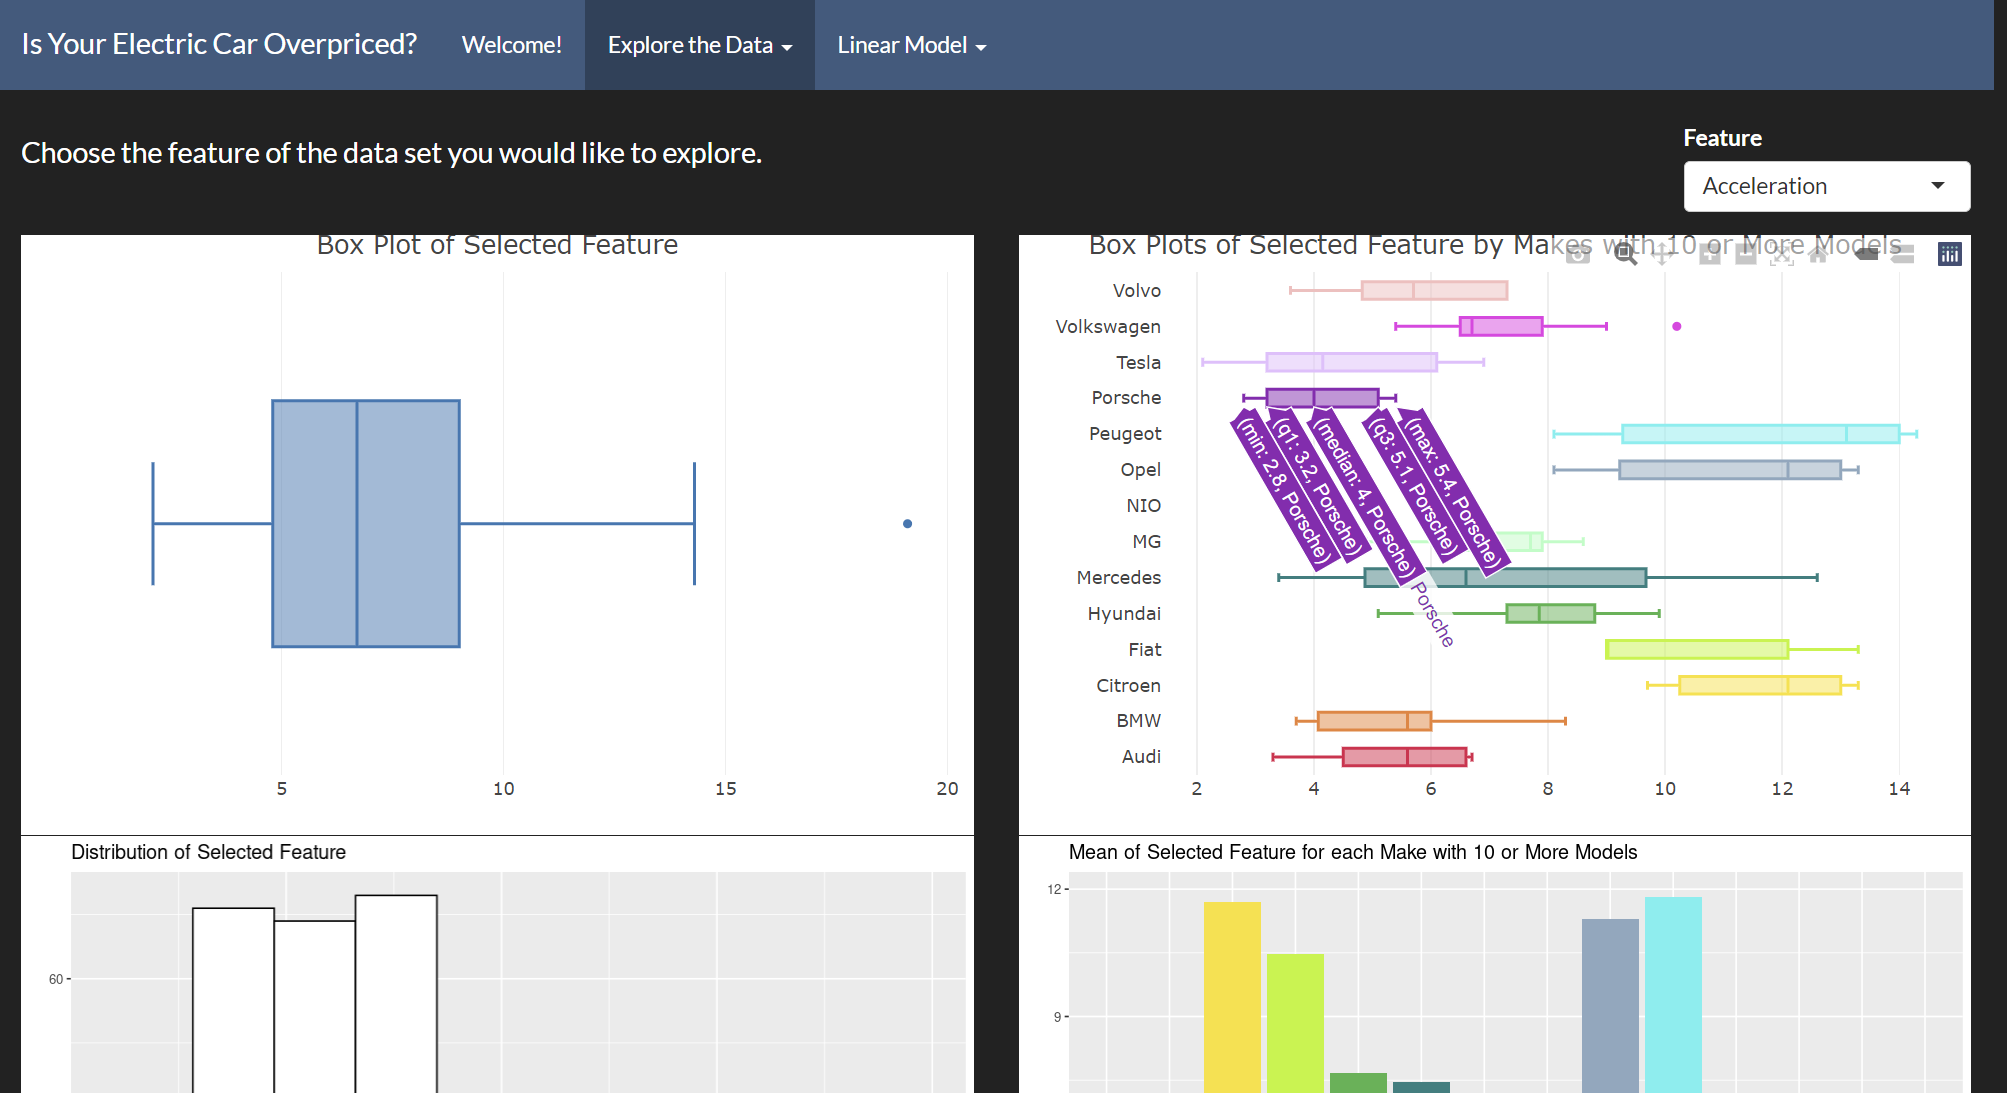 Is Your Electric Car Overpriced? Welcome! Explore the Data Linear Model
Choose the feature of the data set you would like to explore.
Feature
Acceleration
Box Plot of Selected Feature
5 10 15 20
Box Plots of Selected Feature by Makes with 10 or More Models
Volvo
Volkswagen
Tesla
Porsche
Peugeot
Opel
NIO
MG
Mercedes
Hyundai
Fiat
Citroen
BMW
Audi
(min: 2.8, Porsche)
(q1: 3.2, Porsche)
(median: 4, Porsche)
Porsche
(q3: 5.1, Porsche)
(max: 5.4, Porsche)
2 4 6 8 10 12 14
Distribution of Selected Feature
60
Mean of Selected Feature for each Make with 10 or More Models
12
9